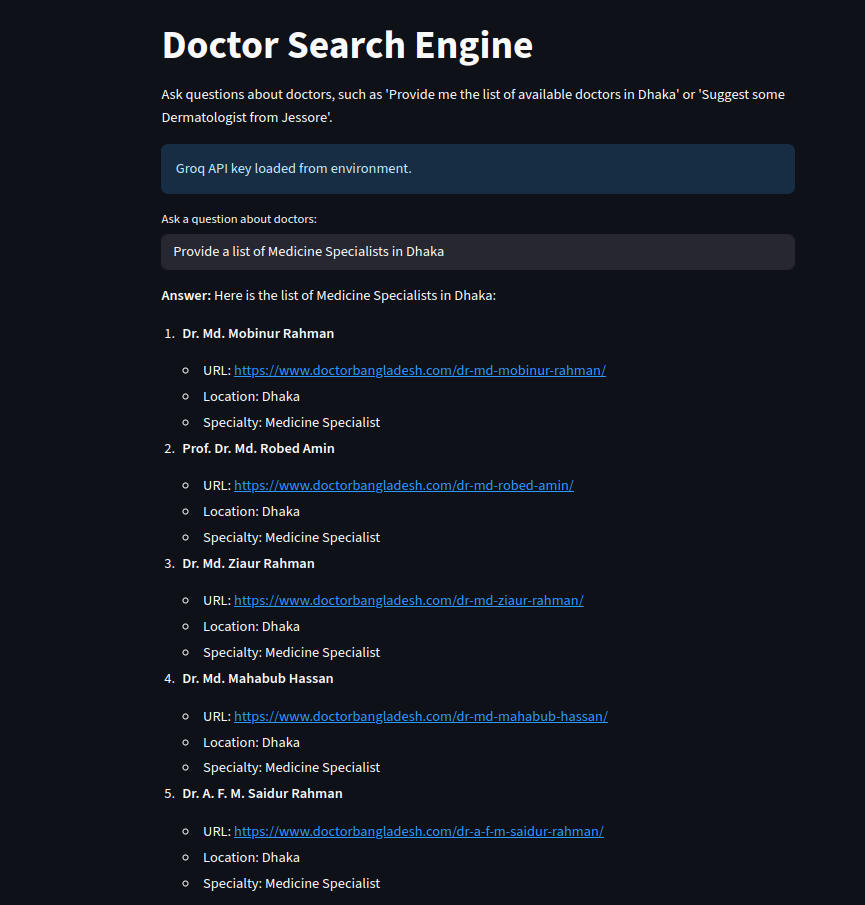 Doctor Search Engine
Ask questions about doctors, such as 'Provide me the list of available doctors in Dhaka' or 'Suggest some
Dermatologist from Jessore'.
Groq API key loaded from environment.
Ask a question about doctors:
Provide a list of Medicine Specialists in Dhaka
Answer: Here is the list of Medicine Specialists in Dhaka:
1. Dr. Md. Mobinur Rahman
URL: https://www.doctorbangladesh.com/dr-md-mobinur-rahman/
Location: Dhaka
Specialty: Medicine Specialist
2. Prof. Dr. Md. Robed Amin
URL: https://www.doctorbangladesh.com/dr-md-robed-amin/
Location: Dhaka
Specialty: Medicine Specialist
3. Dr. Md. Ziaur Rahman
URL: https://www.doctorbangladesh.com/dr-md-ziaur-rahman/
Location: Dhaka
Specialty: Medicine Specialist
4. Dr. Md. Mahabub Hassan
URL: https://www.doctorbangladesh.com/dr-md-mahabub-hassan/
Location: Dhaka
Specialty: Medicine Specialist
5. Dr. A. F. M. Saidur Rahman
URL: https://www.doctorbangladesh.com/dr-a-f-m-saidur-rahman/
Location: Dhaka
Specialty: Medicine Specialist